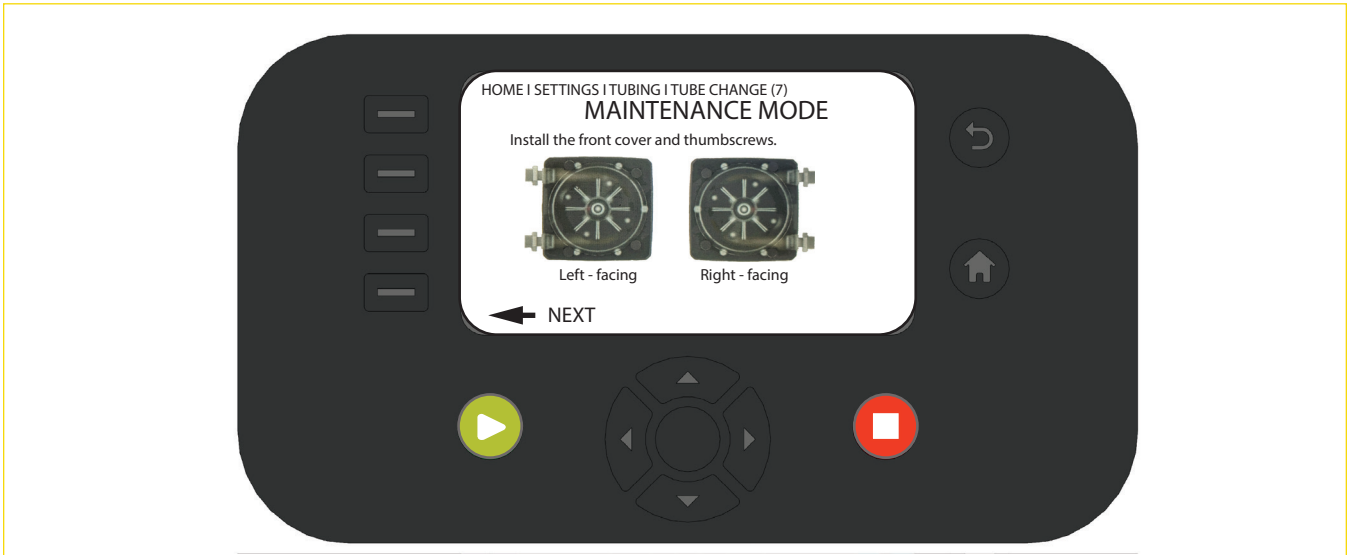 HOME I SETTINGS I TUBING I TUBE CHANGE (7)
MAINTENANCE MODE
Install the front cover and thumbscrews.
Left - facing
Right - facing
NEXT